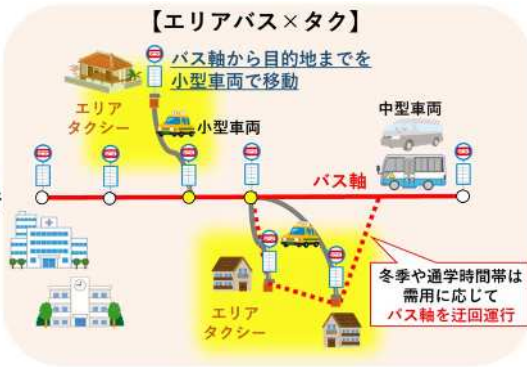 【エリアバス×タク】
バス軸から目的地までを
小型車両で移動
エリア
タクシー
小型車両
中型車両
バス軸
エリア
タクシー
冬季や通学時間帯は
需用に応じて
バス軸を迂回運行